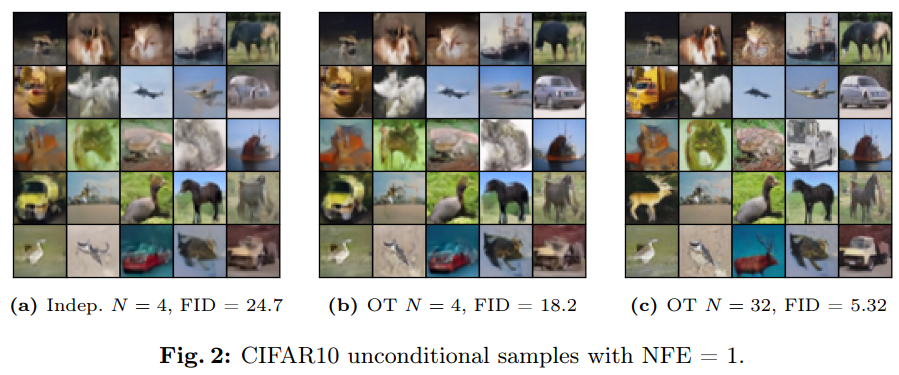 (a) Indep. N = 4, FID = 24.7
(b) OT N = 4, FID = 18.2
(c) OT N = 32, FID = 5.32
Fig. 2: CIFAR10 unconditional samples with NFE = 1.